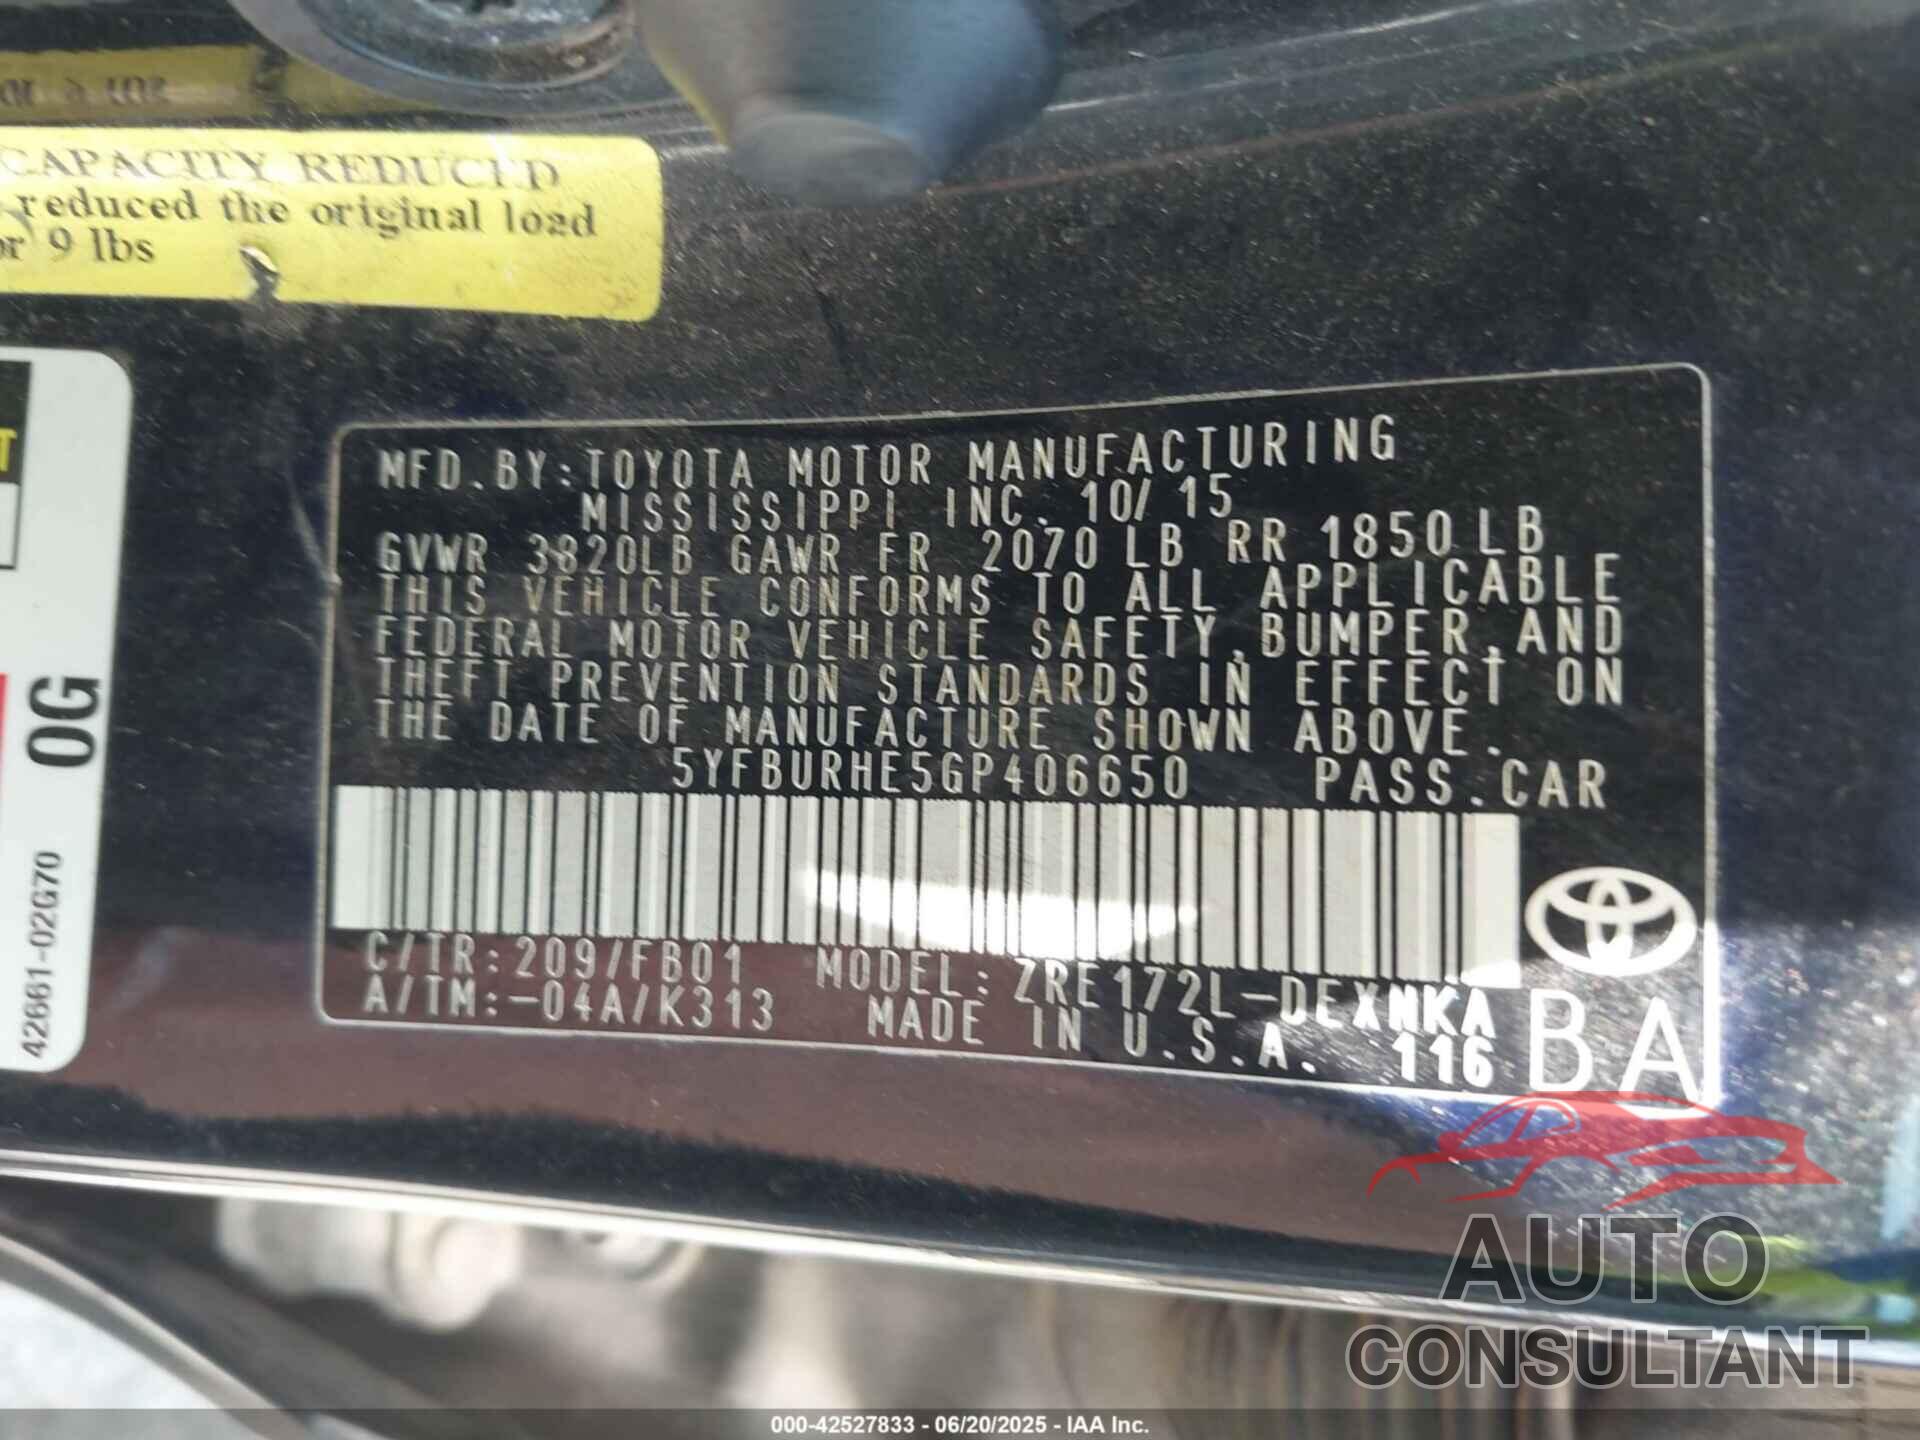 CAPACITY REDUCED
reduced the original load
or 9 lbs
0G
42661-02G70
MFD.BY:TOYOTA MOTOR MANUFACTURING
MISSISSIPPI INC. 10/15
GVWR 3820LB GAWR FR 2070LB RR 1850LB
THIS VEHICLE CONFORMS TO ALL APPLICABLE
FEDERAL MOTOR VEHICLE SAFETY,BUMPER,AND
THEFT PREVENTION STANDARDS IN EFFECT ON
THE DATE OF MANUFACTURE SHOWN ABOVE.
5YFBURHE5GP406650 PASS.CAR
C/TR:209/FB01 MODEL:ZRE172L-DEXNKA
A/TM:-04A/K313 MADE IN U.S.A. 116
BA
AUTO
CONSULTANT
000-42527833 - 06/20/2025 - IAA Inc.